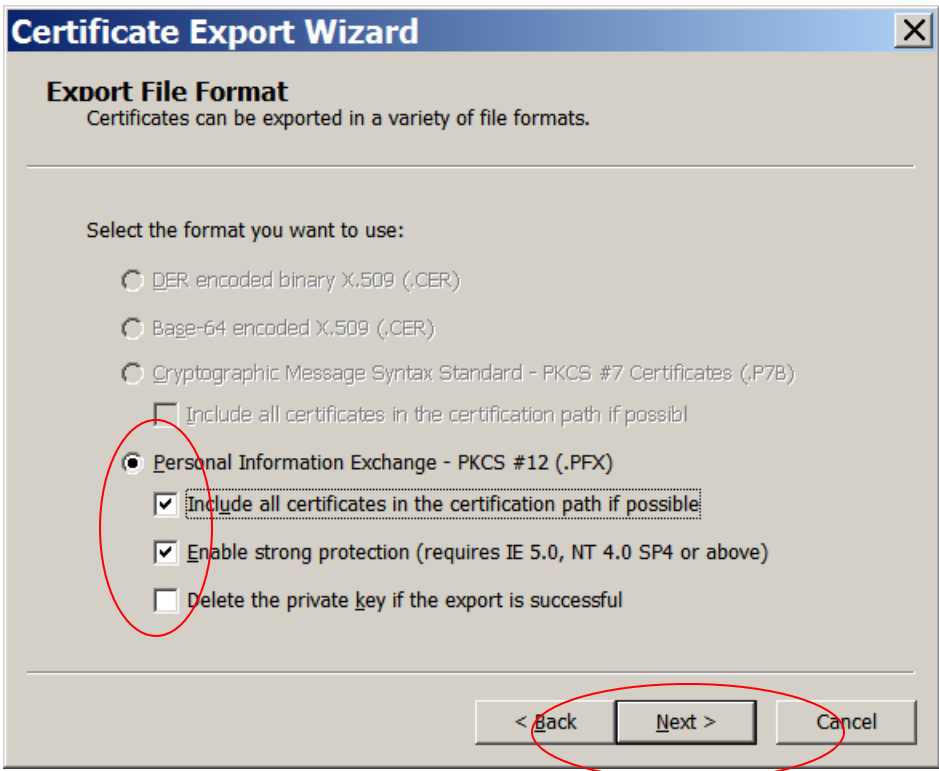 Certificate Export Wizard
Export File Format
Certificates can be exported in a variety of file formats.
Select the format you want to use:
DER encoded binary X.509 (.CER)
Base-64 encoded X.509 (.CER)
Cryptographic Message Syntax Standard - PKCS #7 Certificates (.P7B)
Include all certificates in the certification path if possibl
Personal Information Exchange - PKCS #12 (.PFX)
Include all certificates in the certification path if possible
Enable strong protection (requires IE 5.0, NT 4.0 SP4 or above)
Delete the private key if the export is successful
< Back Next > Cancel